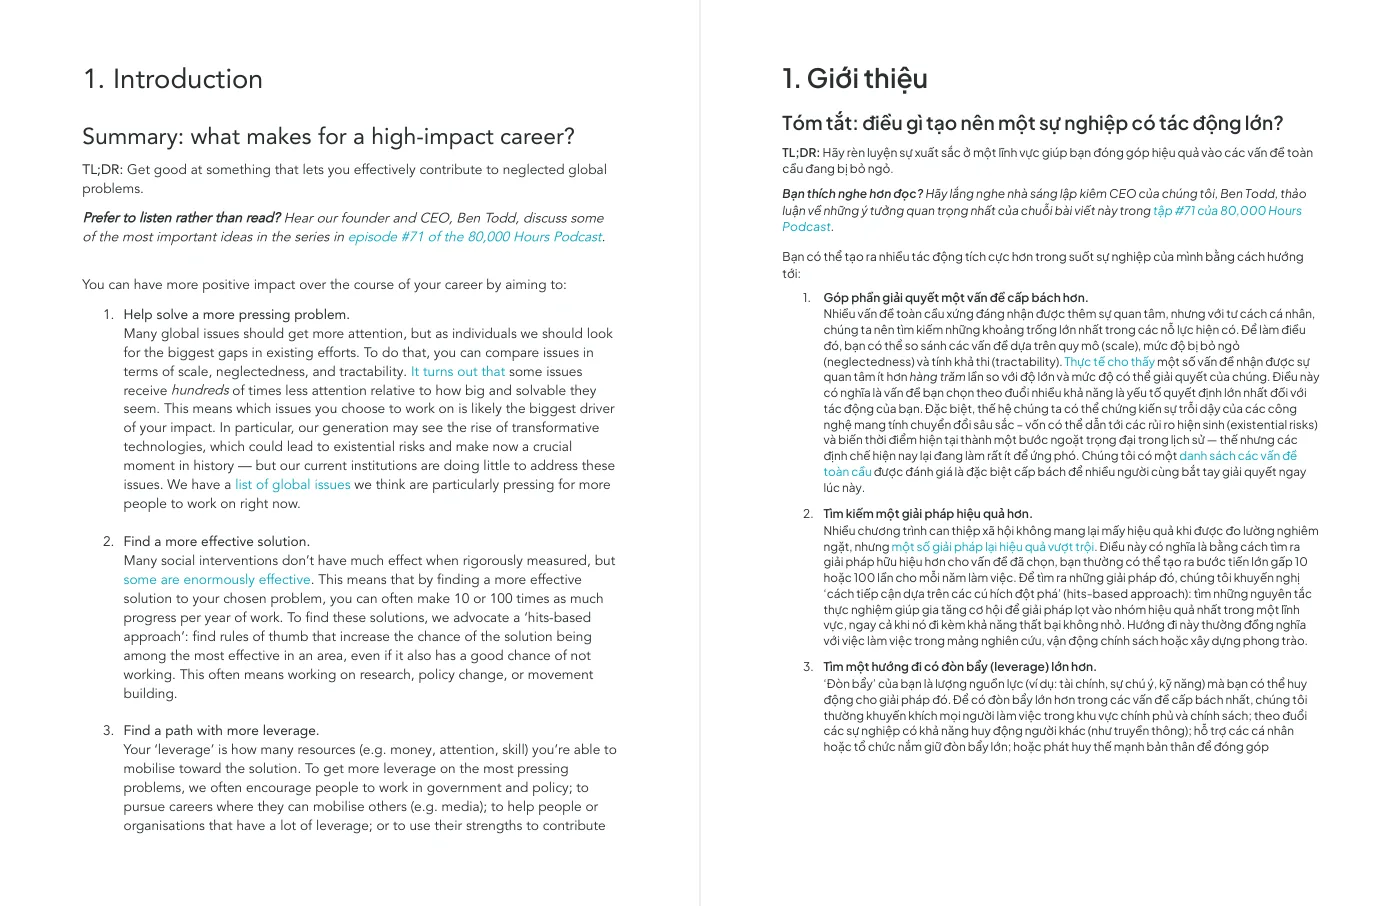 1. Introduction
Summary: what makes for a high-impact career?
TL;DR: Get good at something that lets you effectively contribute to neglected global
problems.
Prefer to listen rather than read? Hear our founder and CEO, Ben Todd, discuss some
of the most important ideas in the series in episode #71 of the 80,000 Hours Podcast.
You can have more positive impact over the course of your career by aiming to:
1. Help solve a more pressing problem.
Many global issues should get more attention, but as individuals we should look
for the biggest gaps in existing efforts. To do that, you can compare issues in
terms of scale, neglectedness, and tractability. It turns out that some issues
receive hundreds of times less attention relative to how big and solvable they
seem. This means which issues you choose to work on is likely the biggest driver
of your impact. In particular, our generation may see the rise of transformative
technologies, which could lead to existential risks and make now a crucial
moment in history — but our current institutions are doing little to address these
issues. We have a list of global issues we think are particularly pressing for more
people to work on right now.
2. Find a more effective solution.
Many social interventions don’t have much effect when rigorously measured, but
some are enormously effective. This means that by finding a more effective
solution to your chosen problem, you can often make 10 or 100 times as much
progress per year of work. To find these solutions, we advocate a ‘hits-based
approach’: find rules of thumb that increase the chance of the solution being
among the most effective in an area, even if it also has a good chance of not
working. This often means working on research, policy change, or movement
building.
3. Find a path with more leverage.
Your ‘leverage’ is how many resources (e.g. money, attention, skill) you’re able to
mobilise toward the solution. To get more leverage on the most pressing
problems, we often encourage people to work in government and policy; to
pursue careers where they can mobilise others (e.g. media); to help people or
organisations that have a lot of leverage; or to use their strengths to contribute
1. Giới thiệu
Tóm tắt: điều gì tạo nên một sự nghiệp có tác động lớn?
TL;DR: Hãy rèn luyện sự xuất sắc ở một lĩnh vực giúp bạn đóng góp hiệu quả vào các vấn đề toàn
cầu đang bị bỏ ngỏ.
Bạn thích nghe hơn đọc? Hãy lắng nghe nhà sáng lập kiêm CEO của chúng tôi, Ben Todd, thảo
luận về những ý tưởng quan trọng nhất của chuỗi bài viết này trong tập #71 của 80,000 Hours
Podcast.
Bạn có thể tạo ra nhiều tác động tích cực hơn trong suốt sự nghiệp của mình bằng cách hướng
tới:
1. Góp phần giải quyết một vấn đề cấp bách hơn.
Nhiều vấn đề toàn cầu xứng đáng nhận được thêm sự quan tâm, nhưng với tư cách cá nhân,
chúng ta nên tìm kiếm những khoảng trống lớn nhất trong các nỗ lực hiện có. Để làm điều
đó, bạn có thể so sánh các vấn đề dựa trên quy mô (scale), mức độ bị bỏ ngỏ
(neglectedness) và tính khả thi (tractability). Thực tế cho thấy một số vấn đề nhận được sự
quan tâm ít hơn hàng trăm lần so với độ lớn và mức độ có thể giải quyết của chúng. Điều này
có nghĩa là vấn đề bạn chọn theo đuổi nhiều khả năng là yếu tố quyết định lớn nhất đối với
tác động của bạn. Đặc biệt, thế hệ chúng ta có thể chứng kiến sự trỗi dậy của các công
nghệ mang tính chuyển đổi sâu sắc – vốn có thể dẫn tới các rủi ro hiện sinh (existential risks)
và biến thời điểm hiện tại thành một bước ngoặt trọng đại trong lịch sử — thế nhưng các
định chế hiện nay lại đang làm rất ít để ứng phó. Chúng tôi có một danh sách các vấn đề
toàn cầu được đánh giá là đặc biệt cấp bách để nhiều người cùng bắt tay giải quyết ngay
lúc này.
2. Tìm kiếm một giải pháp hiệu quả hơn.
Nhiều chương trình can thiệp xã hội không mang lại mấy hiệu quả khi được đo lường nghiêm
ngặt, nhưng một số giải pháp lại hiệu quả vượt trội. Điều này có nghĩa là bằng cách tìm ra
giải pháp hữu hiệu hơn cho vấn đề đã chọn, bạn thường có thể tạo ra bước tiến lớn gấp 10
hoặc 100 lần cho mỗi năm làm việc. Để tìm ra những giải pháp đó, chúng tôi khuyến nghị
‘cách tiếp cận dựa trên các cú hích đột phá’ (hits-based approach): tìm những nguyên tắc
thực nghiệm giúp gia tăng cơ hội để giải pháp lọt vào nhóm hiệu quả nhất trong một lĩnh
vực, ngay cả khi nó đi kèm khả năng thất bại không nhỏ. Hướng đi này thường đồng nghĩa
với việc làm việc trong mảng nghiên cứu, vận động chính sách hoặc xây dựng phong trào.
3. Tìm một hướng đi có đòn bẩy (leverage) lớn hơn.
‘Đòn bẩy’ của bạn là lượng nguồn lực (ví dụ: tài chính, sự chú ý, kỹ năng) mà bạn có thể huy
động cho giải pháp đó. Để có đòn bẩy lớn hơn trong các vấn đề cấp bách nhất, chúng tôi
thường khuyến khích mọi người làm việc trong khu vực chính phủ và chính sách; theo đuổi
các sự nghiệp có khả năng huy động người khác (như truyền thông); hỗ trợ các cá nhân
hoặc tổ chức nắm giữ đòn bẩy lớn; hoặc phát huy thế mạnh bản thân để đóng góp